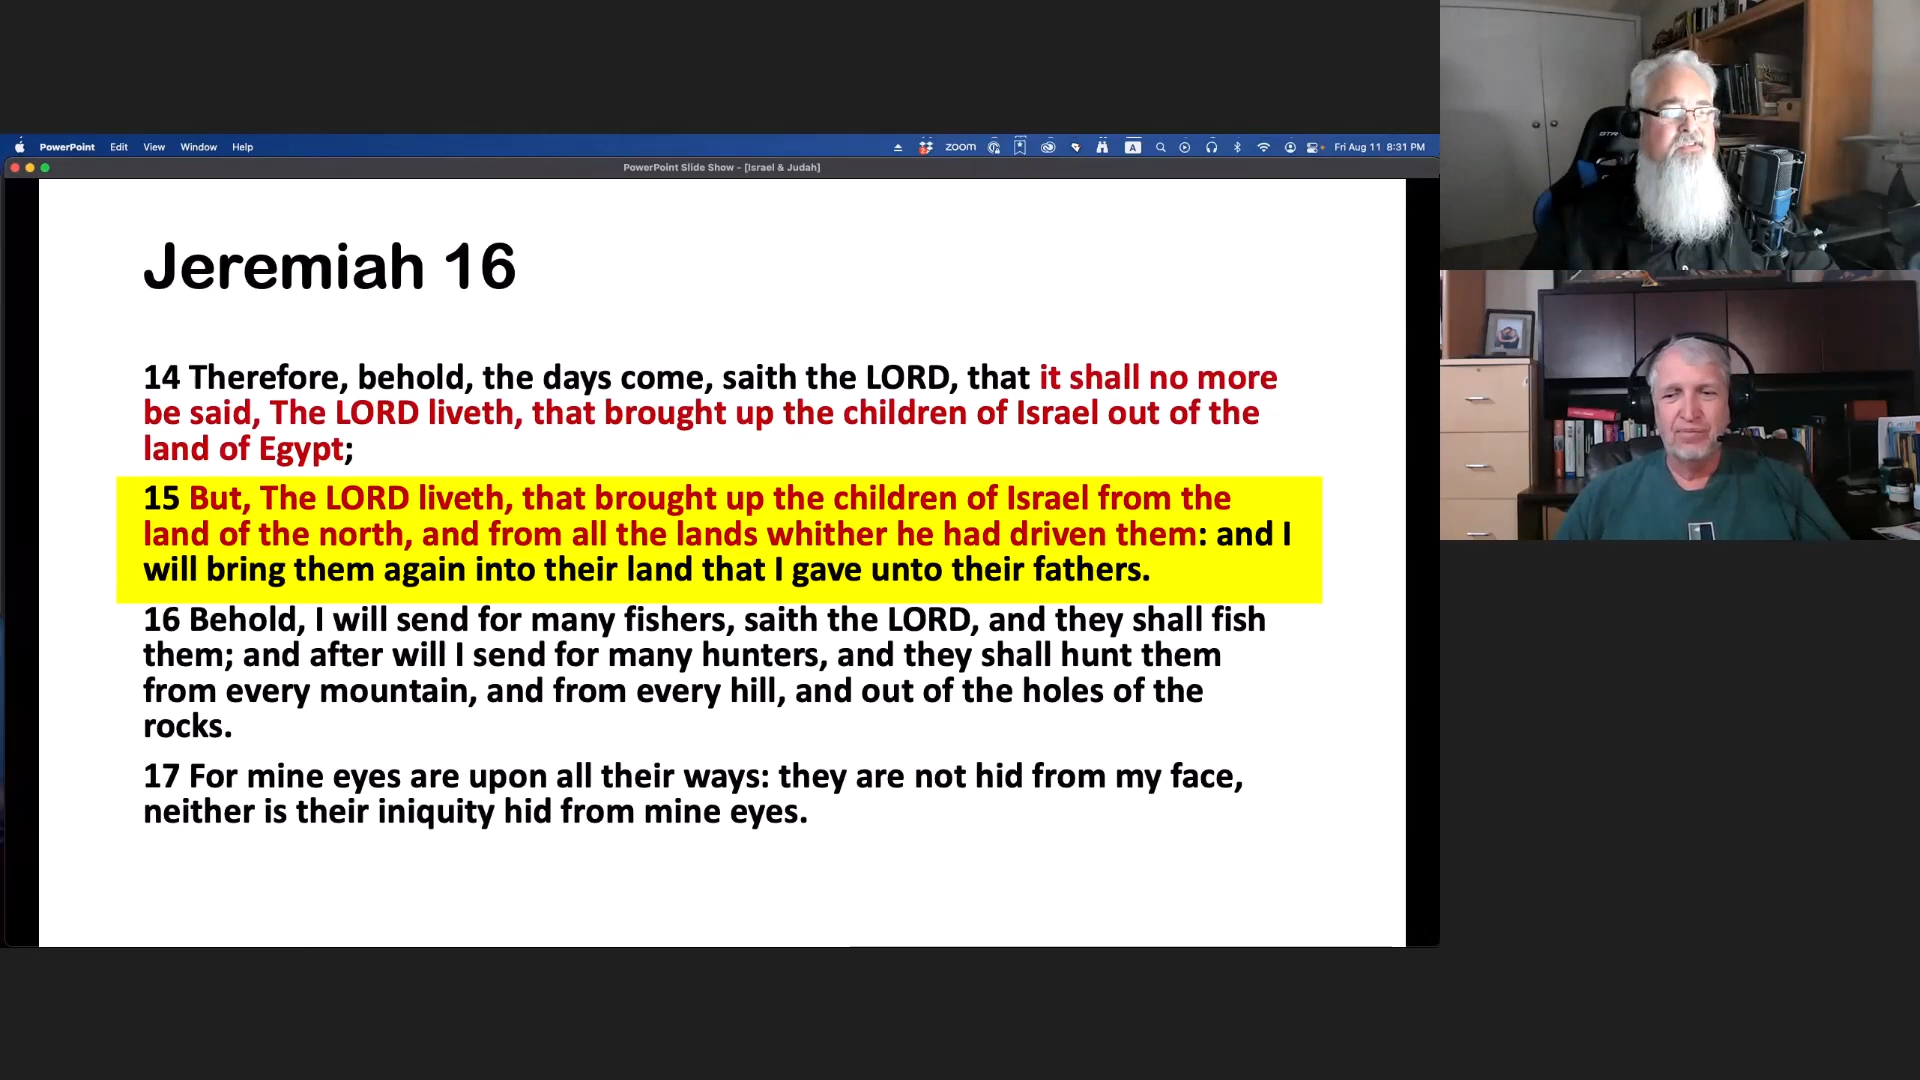 PowerPoint Edit View Window Help
zoom
A
Fri Aug 11 8:31 PM
PowerPoint Slide Show - [Israel & Judah]
Jeremiah 16
14 Therefore, behold, the days come, saith the LORD, that it shall no more
be said, The LORD liveth, that brought up the children of Israel out of the
land of Egypt;
15 But, The LORD liveth, that brought up the children of Israel from the
land of the north, and from all the lands whither he had driven them: and I
will bring them again into their land that I gave unto their fathers.
16 Behold, I will send for many fishers, saith the LORD, and they shall fish
them; and after will I send for many hunters, and they shall hunt them
from every mountain, and from every hill, and out of the holes of the
rocks.
17 For mine eyes are upon all their ways: they are not hid from my face,
neither is their iniquity hid from mine eyes.
GTR